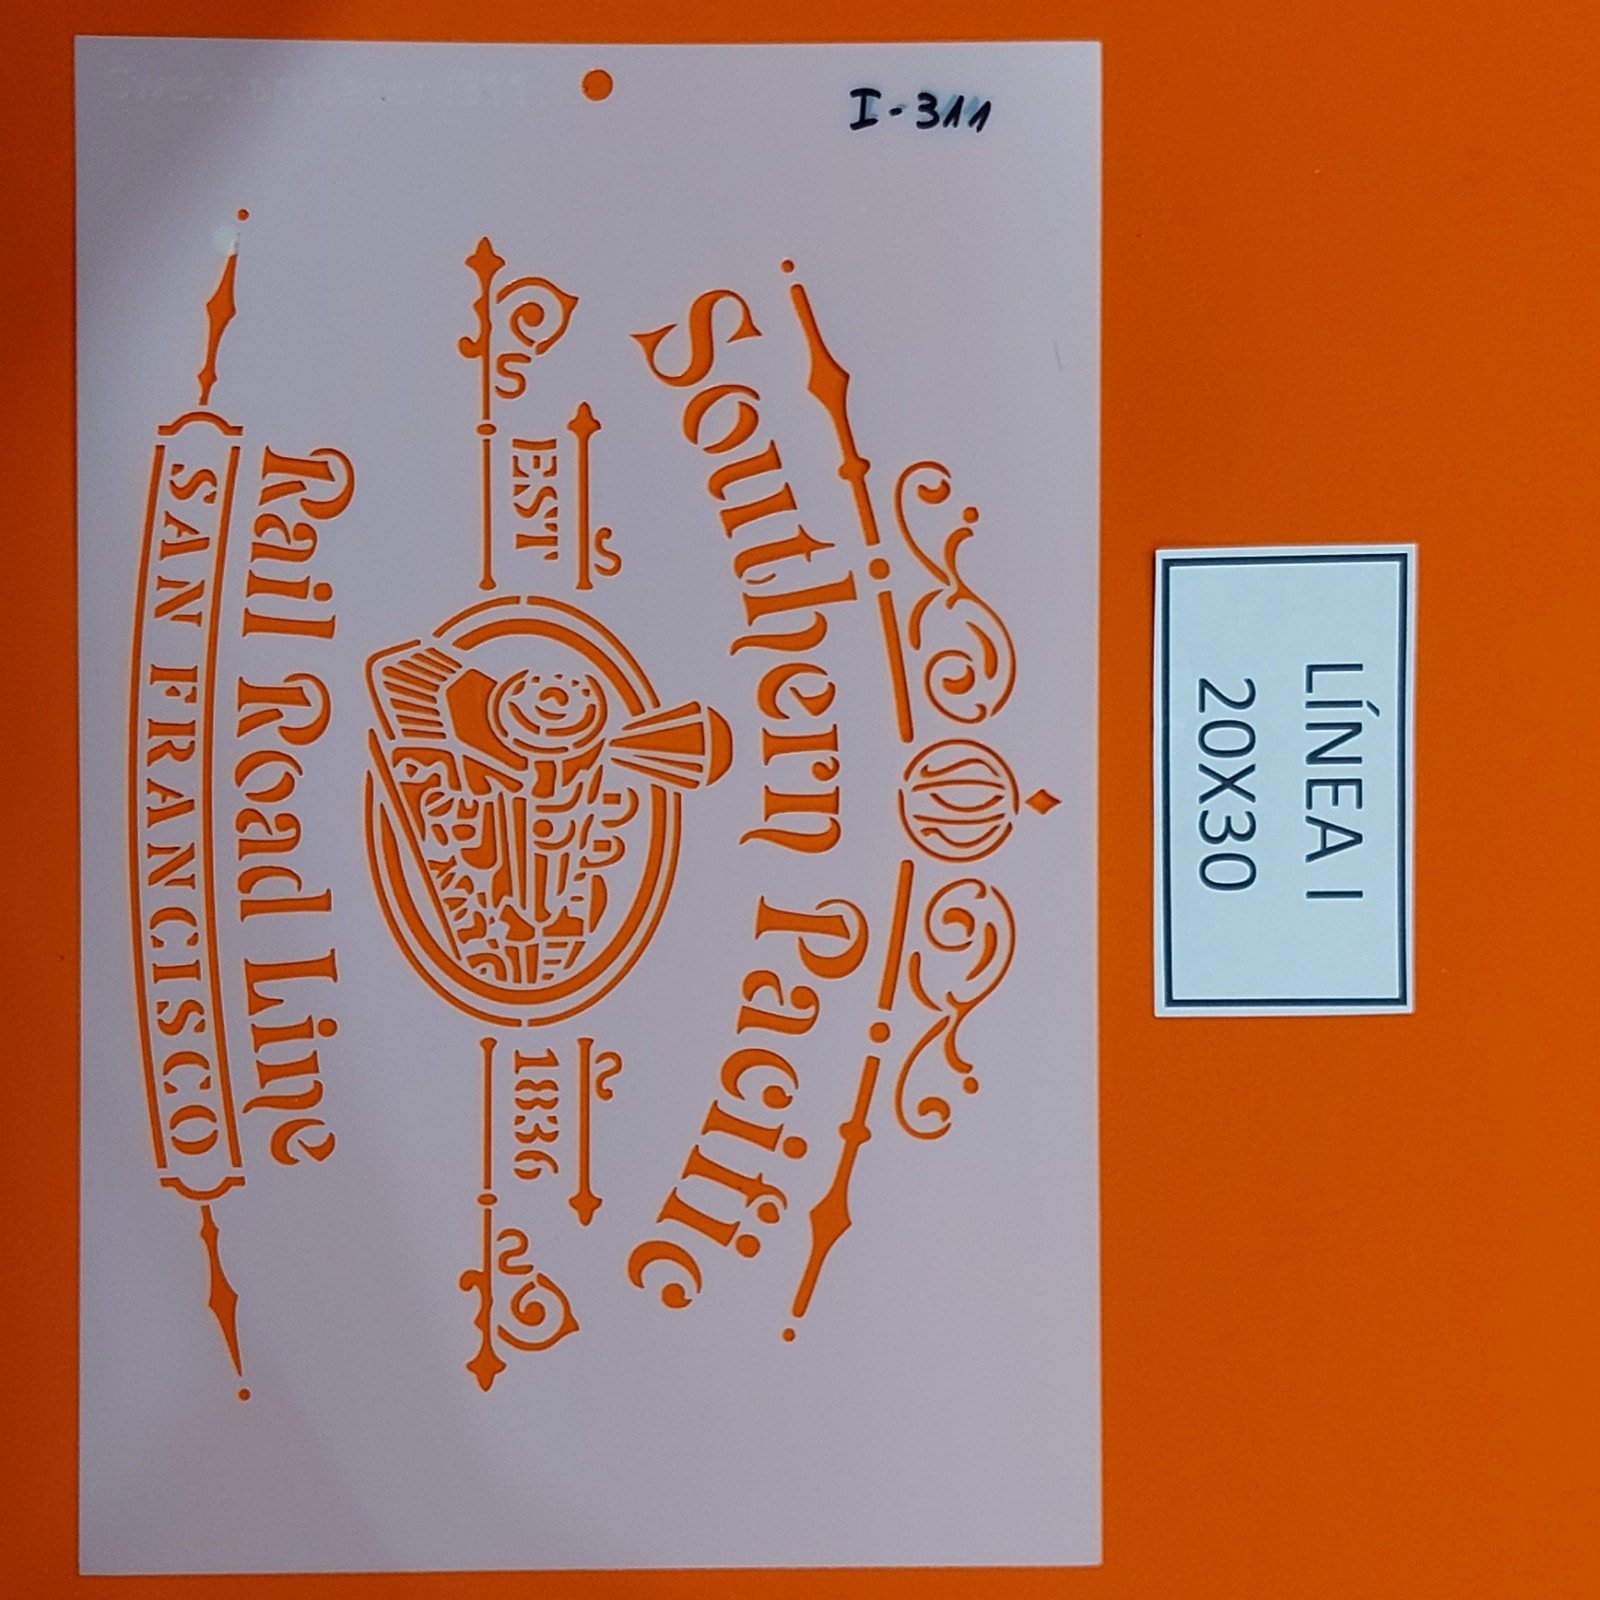 I-311
Southern Pacific
EST 1836
Rail Road Line
SAN FRANCISCO
LÍNEA I
20X30